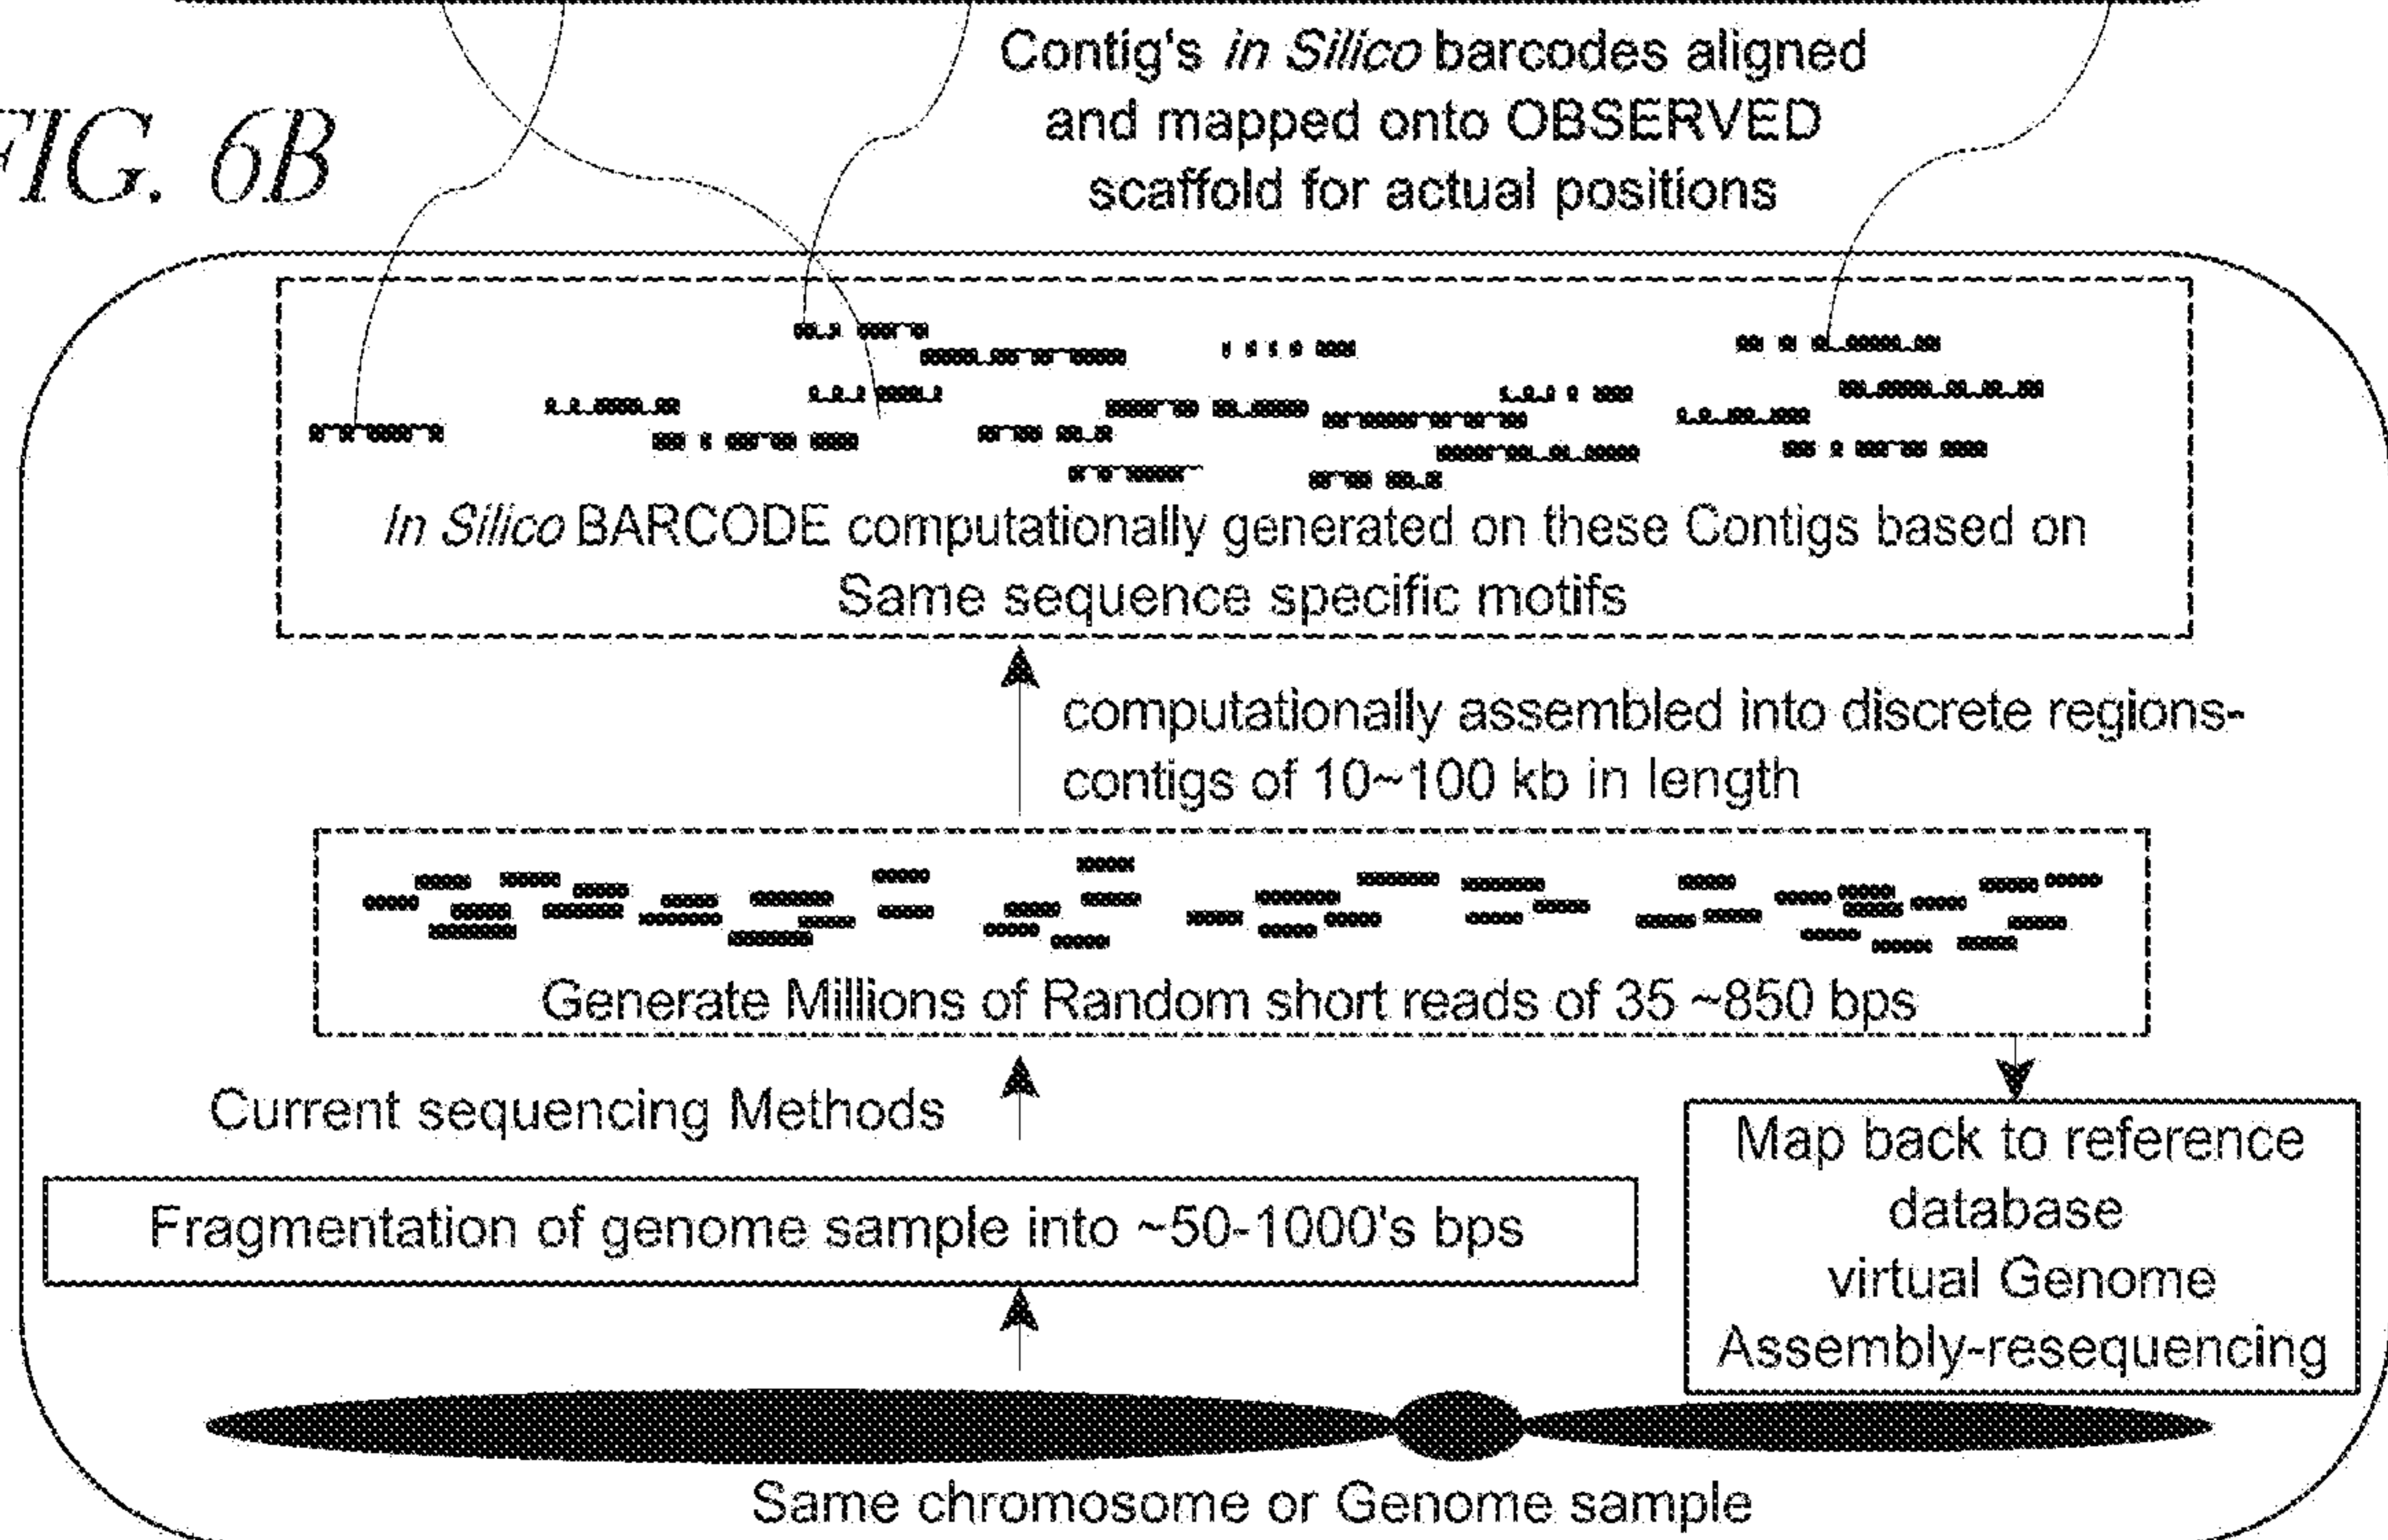 Contig's in Silico barcodes aligned
and mapped onto OBSERVED
scaffold for actual positions
FIG. 6B
In Silico BARCODE computationally generated on these Contigs based on
Same sequence specific motifs
computationally assembled into discrete regions-
contigs of 10~100 kb in length
Generate Millions of Random short reads of 35 ~850 bps
Current sequencing Methods
Fragmentation of genome sample into ~50-1000's bps
Map back to reference
database
virtual Genome
Assembly-resequencing
Same chromosome or Genome sample